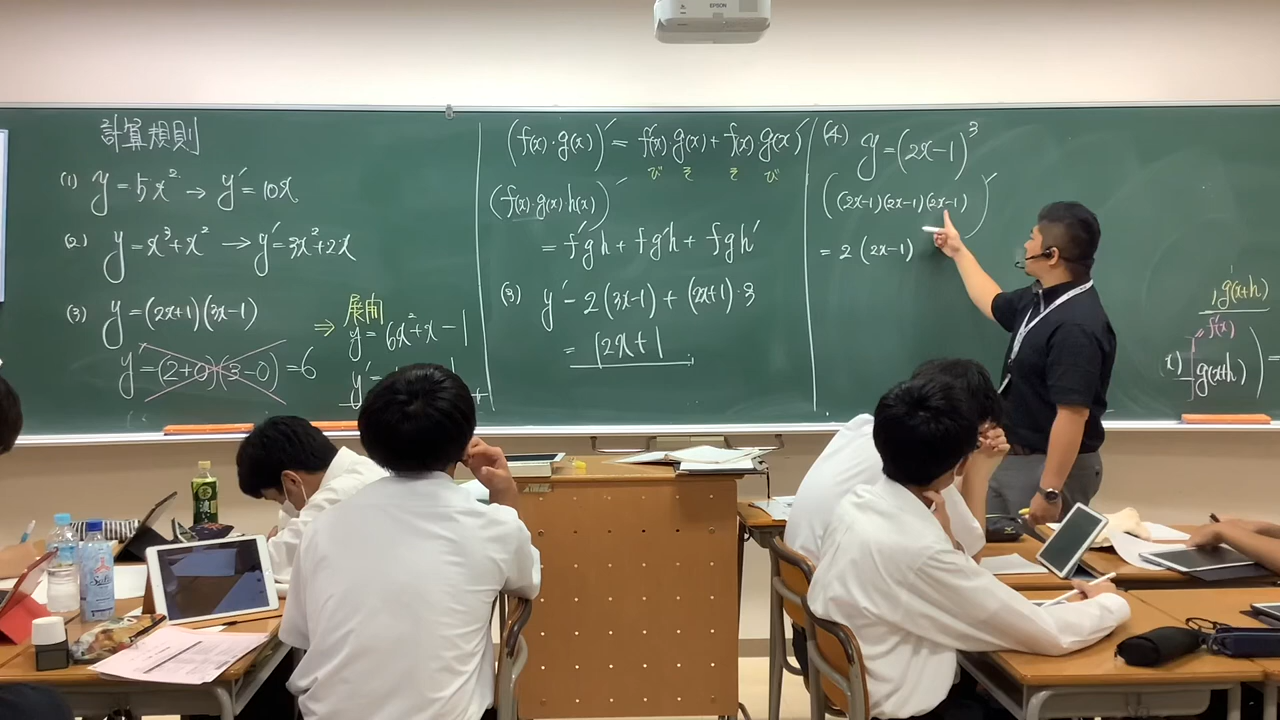 EPSON
計算規則
(1) y=5x² → y′=10x
(2) y=x³+x² → y′=3x²+2x
(3) y=(2x+1)(3x-1)
y′=(2+0)(3-0)=6
⇒ 展開
y=6x²+x-1
y′=
(f(x)・g(x))′=f′(x)・g(x)+f(x)g(x)′
び そ そ び
(f(x)・g(x)・h(x))′
=f′gh+fg′h+fgh′
(3) y′-2(3x-1)+(2x+1)・3
=12x+1
(4) y=(2x-1)³
((2x-1)(2x-1)(2x-1))′
=2(2x-1)
g′(x+h)
f′(x)
x) g(x+h) ) =
濃い